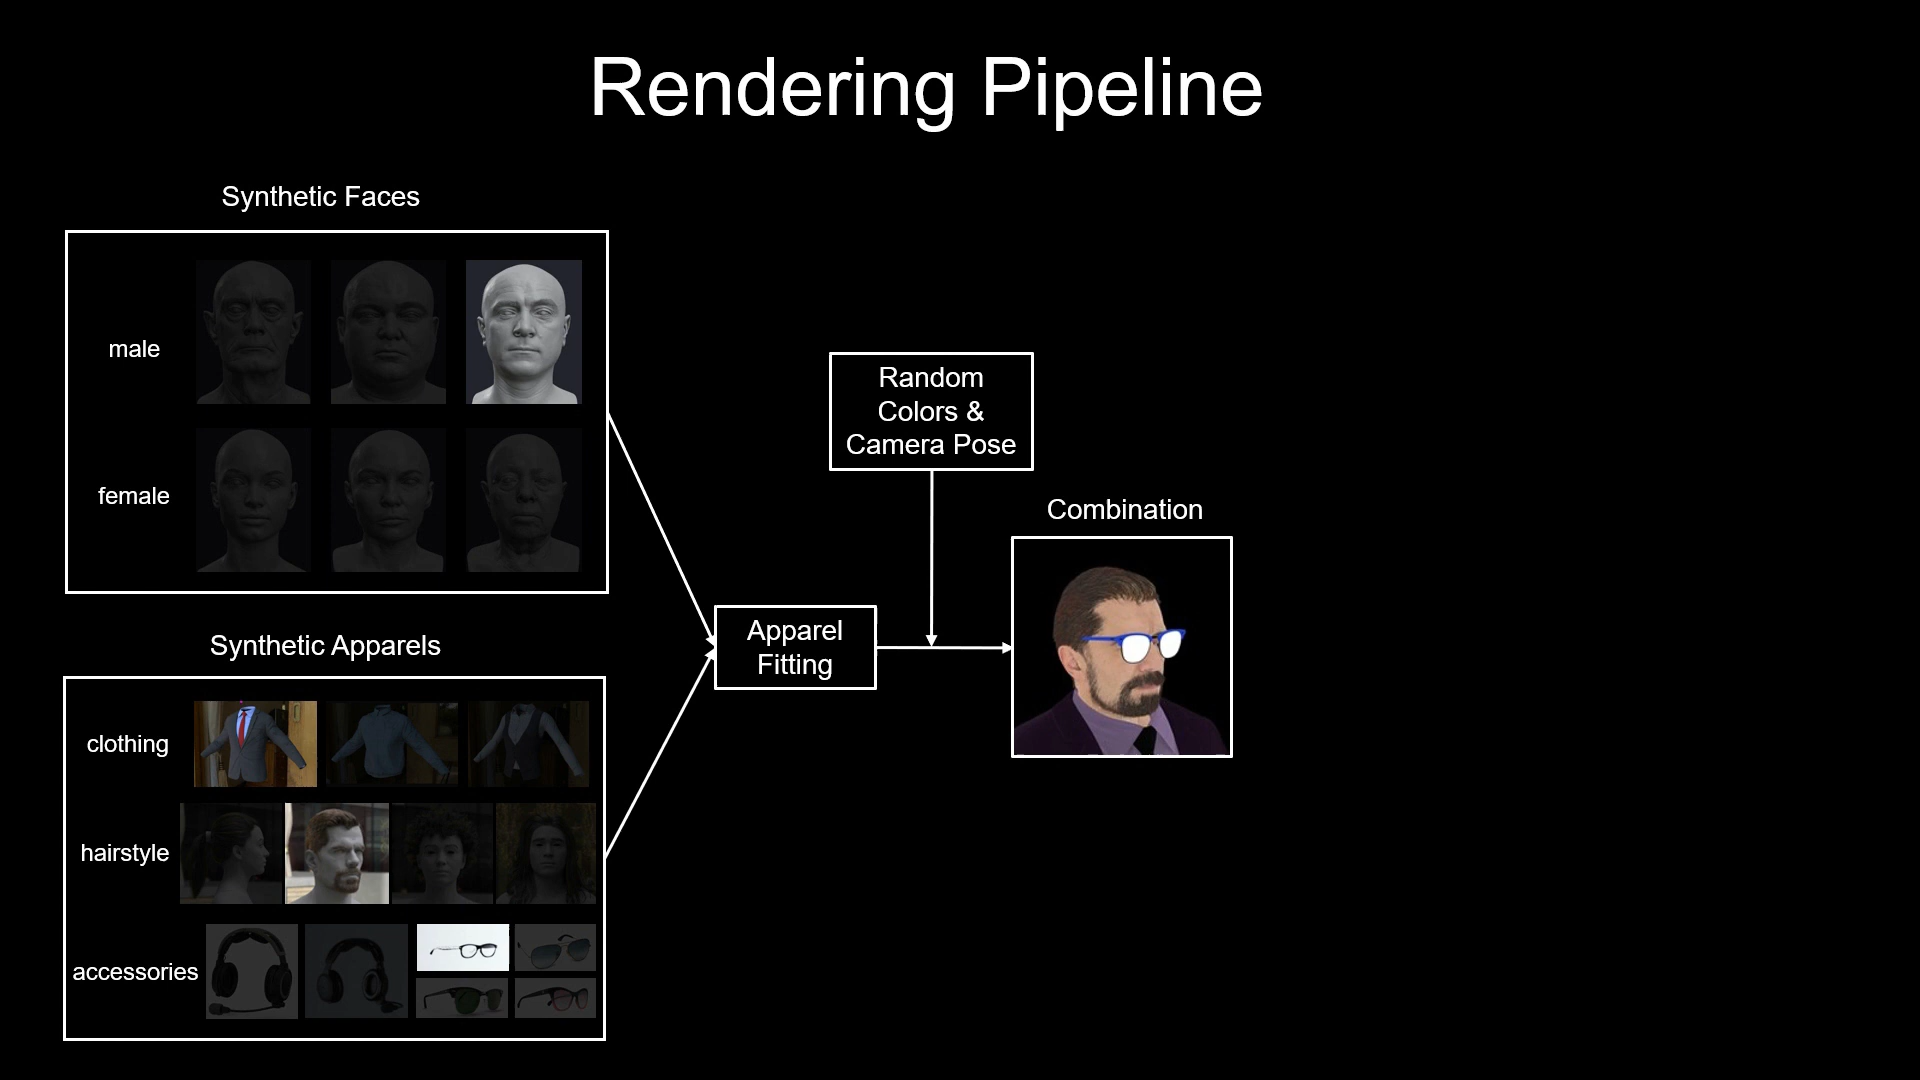 Rendering Pipeline
Synthetic Faces
male
female
Synthetic Apparels
clothing
hairstyle
accessories
Apparel
Fitting
Random
Colors &
Camera Pose
Combination